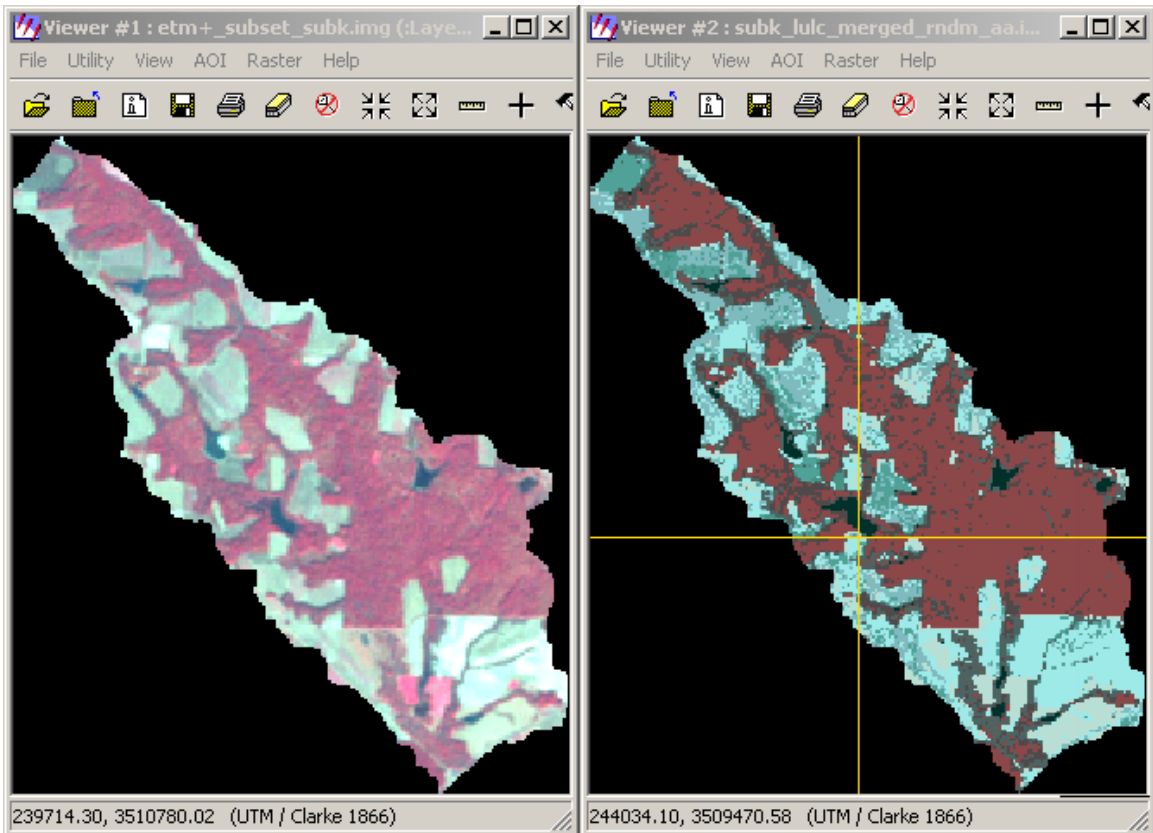 Viewer #1 : etm+_subset_subk.img (:Laye...
File Utility View AOI Raster Help
239714.30, 3510780.02 (UTM / Clarke 1866)
Viewer #2 : subk_lulc_merged_rndm_aa.i...
File Utility View AOI Raster Help
244034.10, 3509470.58 (UTM / Clarke 1866)